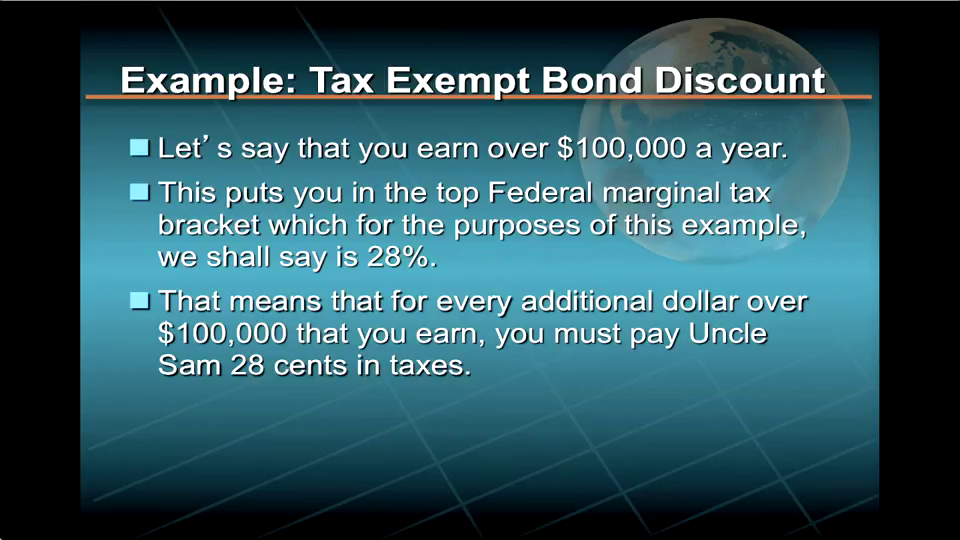 Example: Tax Exempt Bond Discount
Let's say that you earn over $100,000 a year.
This puts you in the top Federal marginal tax
bracket which for the purposes of this example,
we shall say is 28%.
That means that for every additional dollar over
$100,000 that you earn, you must pay Uncle
Sam 28 cents in taxes.